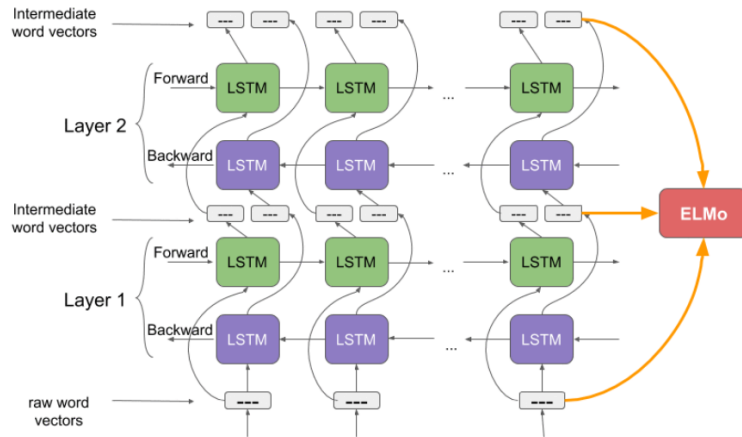 Intermediate
word vectors
--- --- --- --- --- ---
Forward
LSTM LSTM ... LSTM
Layer 2
Backward
LSTM LSTM ... LSTM
Intermediate
word vectors
--- --- --- --- --- ---
ELMo
Forward
LSTM LSTM ... LSTM
Layer 1
Backward
LSTM LSTM ... LSTM
raw word
vectors
--- --- ---